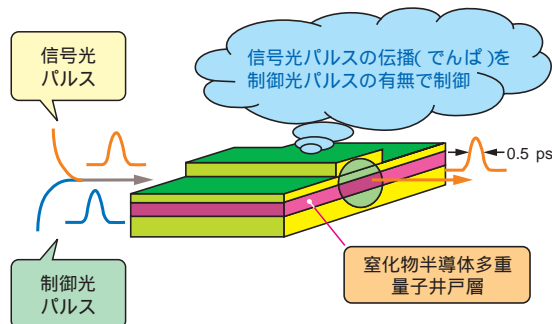 信号光
パルス
信号光パルスの伝播(でんぱ)を
制御光パルスの有無で制御
0.5 ps
制御光
パルス
窒化物半導体多重
量子井戸層